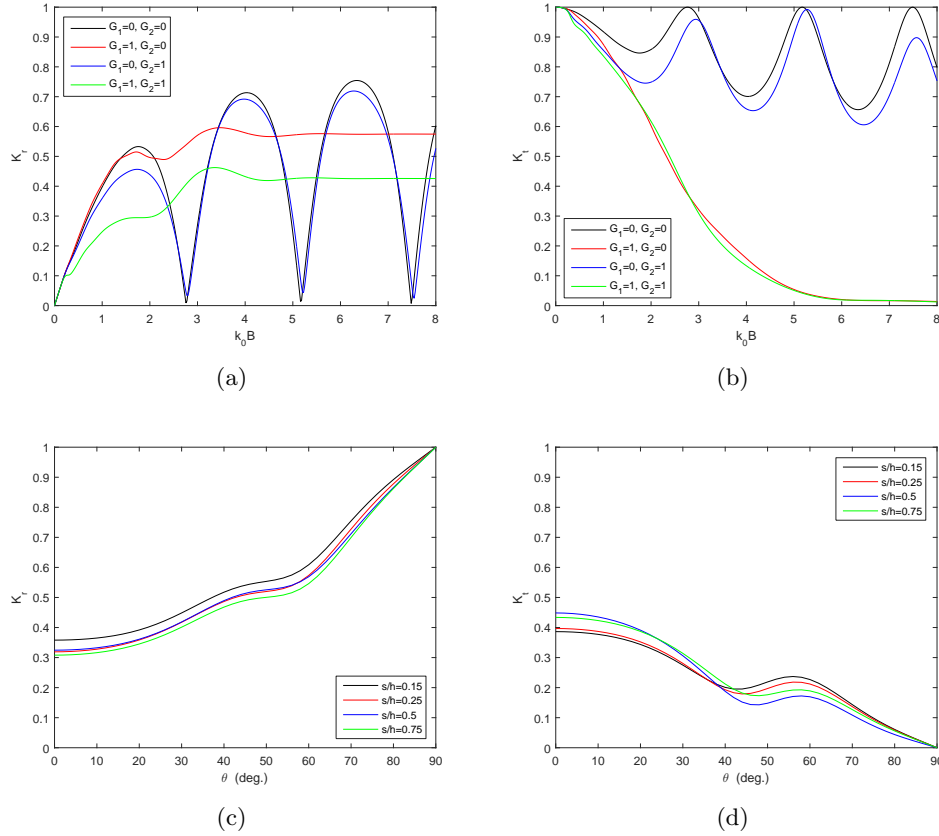 K_r
1
0.9
0.8
0.7
0.6
0.5
0.4
0.3
0.2
0.1
0
G_1=0, G_2=0
G_1=1, G_2=0
G_1=0, G_2=1
G_1=1, G_2=1
0 1 2 3 4 5 6 7 8
k_0B
(a)
K_t
1
0.9
0.8
0.7
0.6
0.5
0.4
0.3
0.2
0.1
0
G_1=0, G_2=0
G_1=1, G_2=0
G_1=0, G_2=1
G_1=1, G_2=1
0 1 2 3 4 5 6 7 8
k_0B
(b)
K_r
1
0.9
0.8
0.7
0.6
0.5
0.4
0.3
0.2
0.1
0
s/h=0.15
s/h=0.25
s/h=0.5
s/h=0.75
0 10 20 30 40 50 60 70 80 90
θ (deg.)
(c)
K_t
1
0.9
0.8
0.7
0.6
0.5
0.4
0.3
0.2
0.1
0
s/h=0.15
s/h=0.25
s/h=0.5
s/h=0.75
0 10 20 30 40 50 60 70 80 90
θ (deg.)
(d)